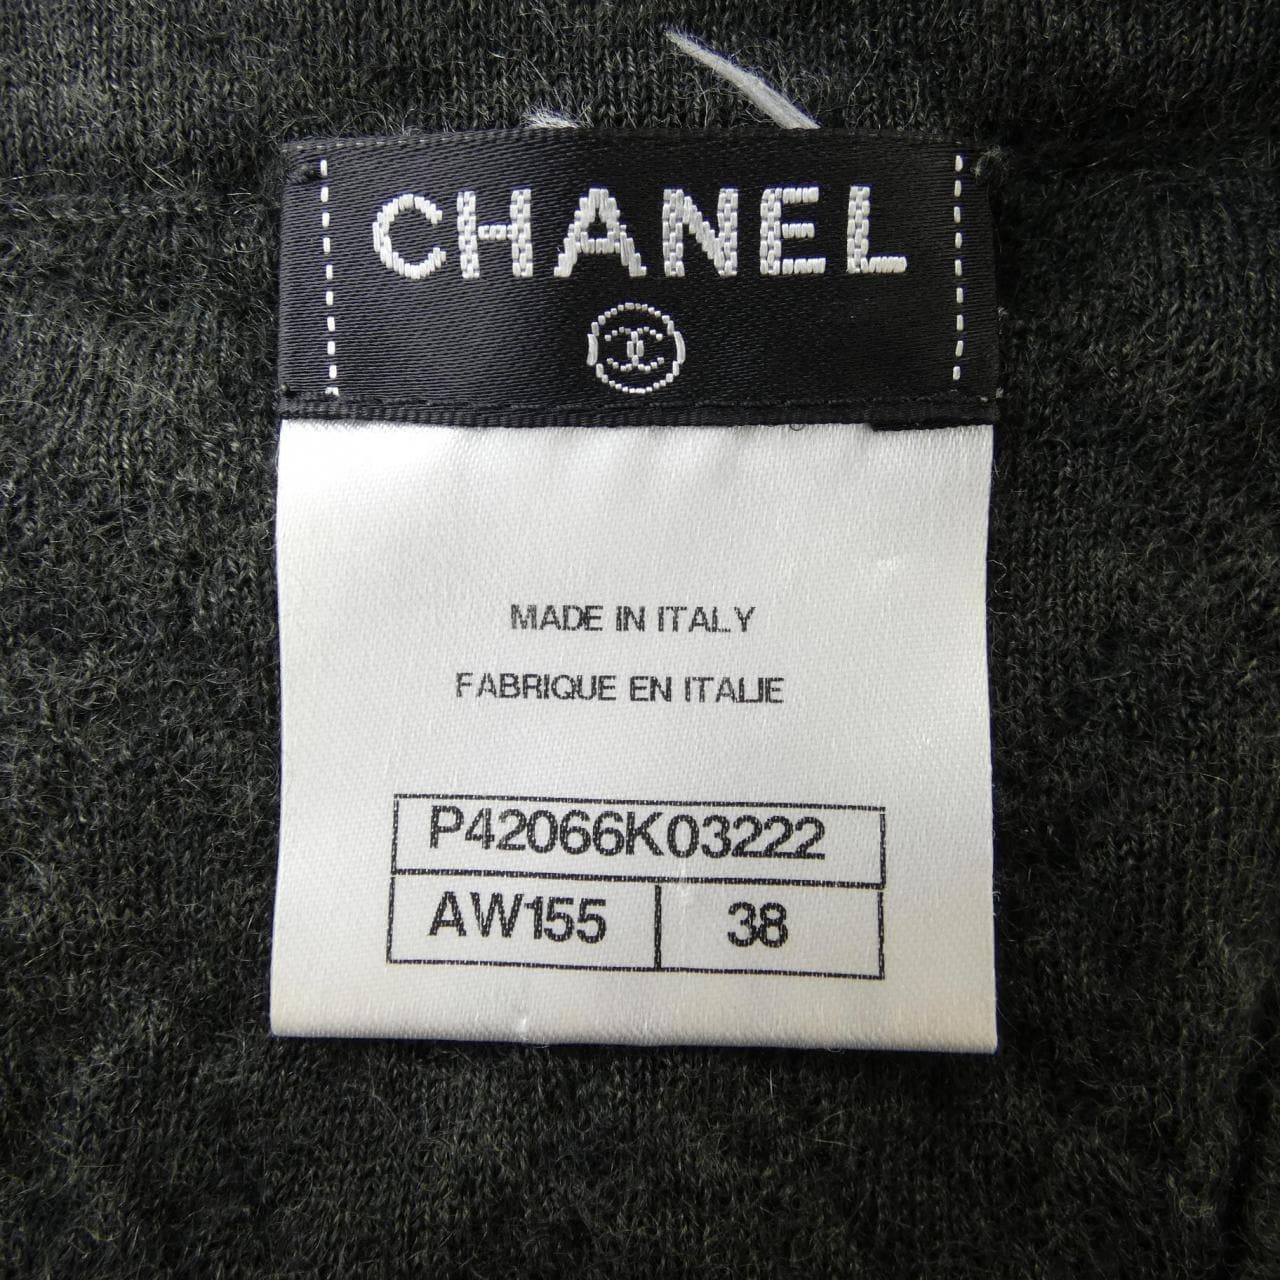 CHANEL
MADE IN ITALY
FABRIQUE EN ITALIE
P42066K03222
AW155 38